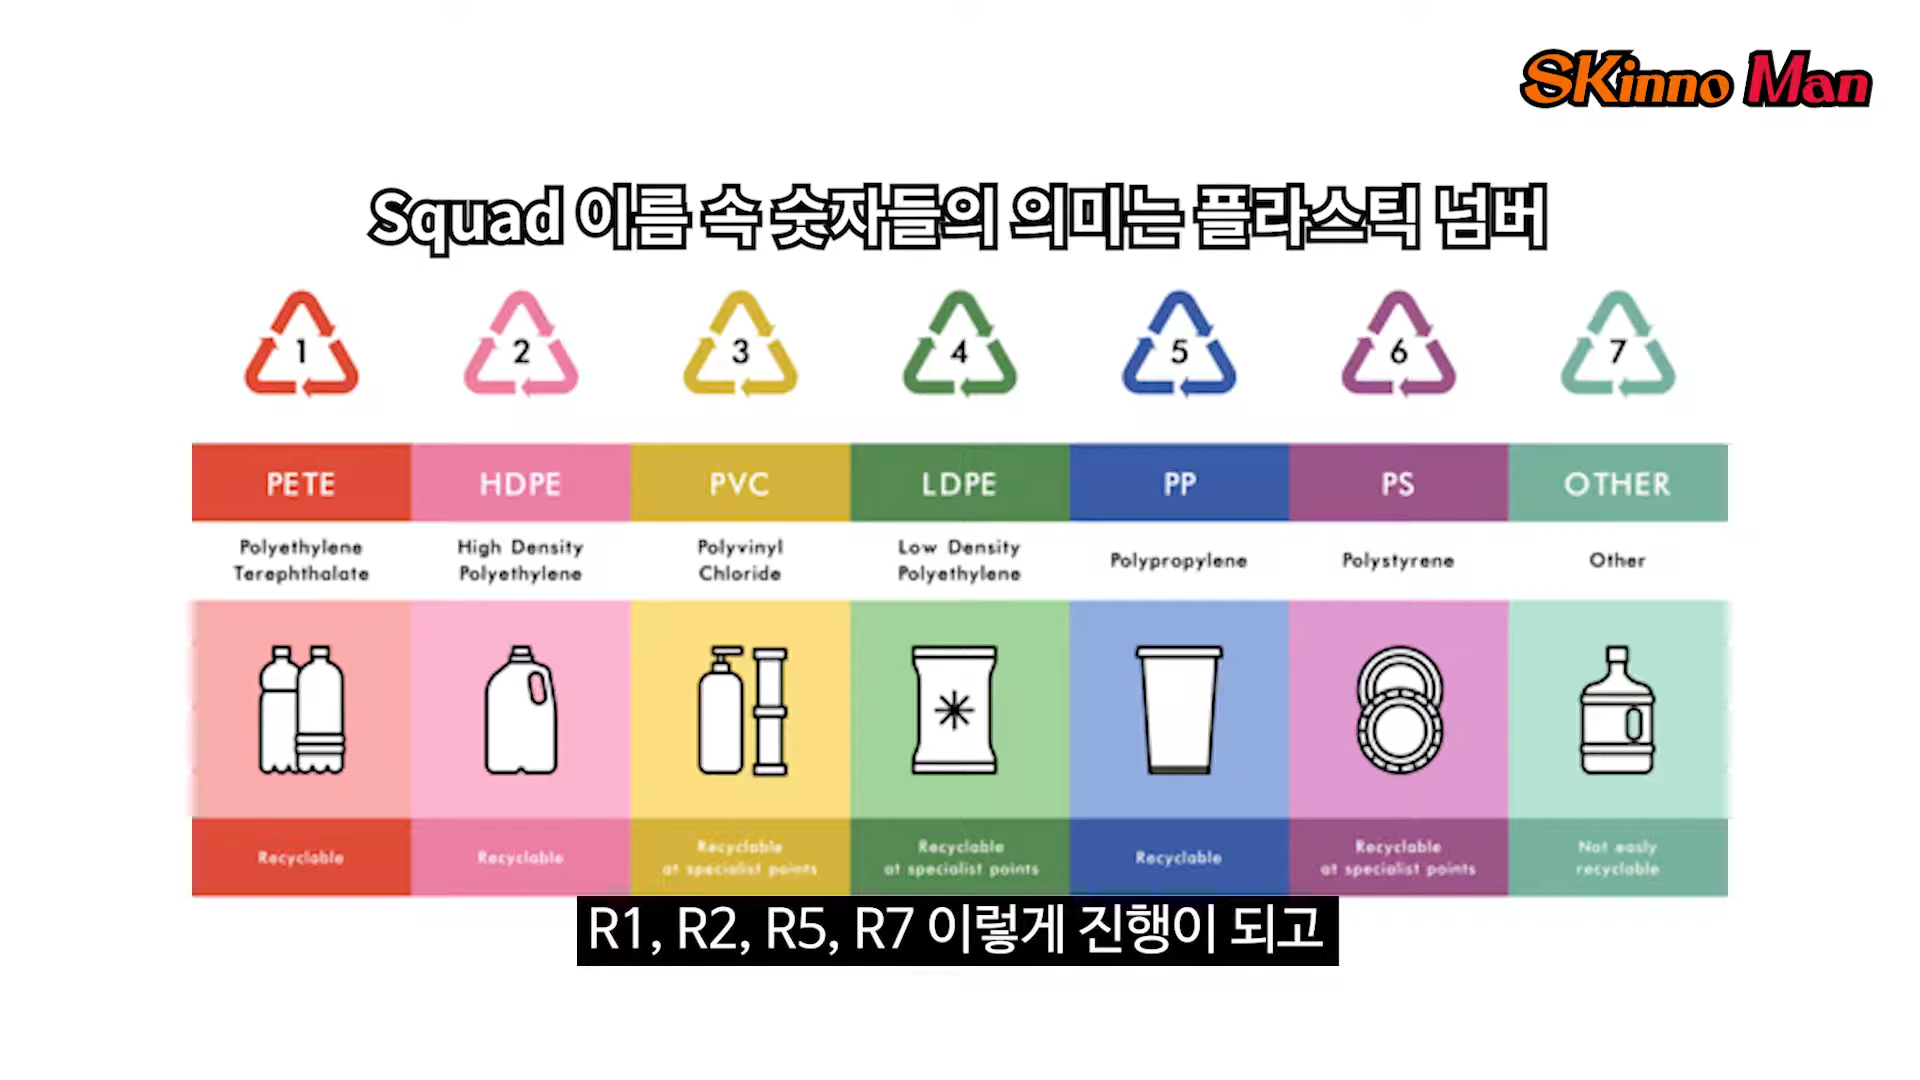 SKinno Man
Squad 이름 속 숫자들의 의미는 플라스틱 넘버
1 2 3 4 5 6 7
PETE HDPE PVC LDPE PP PS OTHER
Polyethylene Terephthalate
High Density Polyethylene
Polyvinyl Chloride
Low Density Polyethylene
Polypropylene
Polystyrene
Other
Recyclable
Recyclable
Recyclable at specialist points
Recyclable at specialist points
Recyclable
Recyclable at specialist points
Not easly recyclable
R1, R2, R5, R7 이렇게 진행이 되고